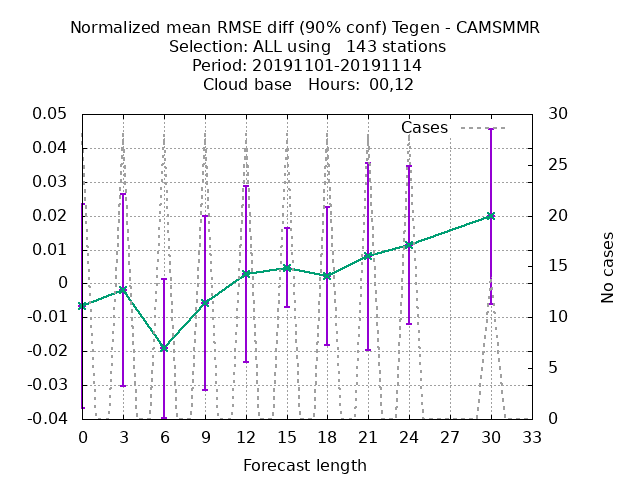 Normalized mean RMSE diff (90% conf) Tegen - CAMSMMR
Selection: ALL using   143 stations
Period: 20191101-20191114
Cloud base   Hours: 00,12
Cases
0.05
0.04
0.03
0.02
0.01
0
-0.01
-0.02
-0.03
-0.04
30
25
20
15
10
5
0
No cases
0 3 6 9 12 15 18 21 24 27 30 33
Forecast length